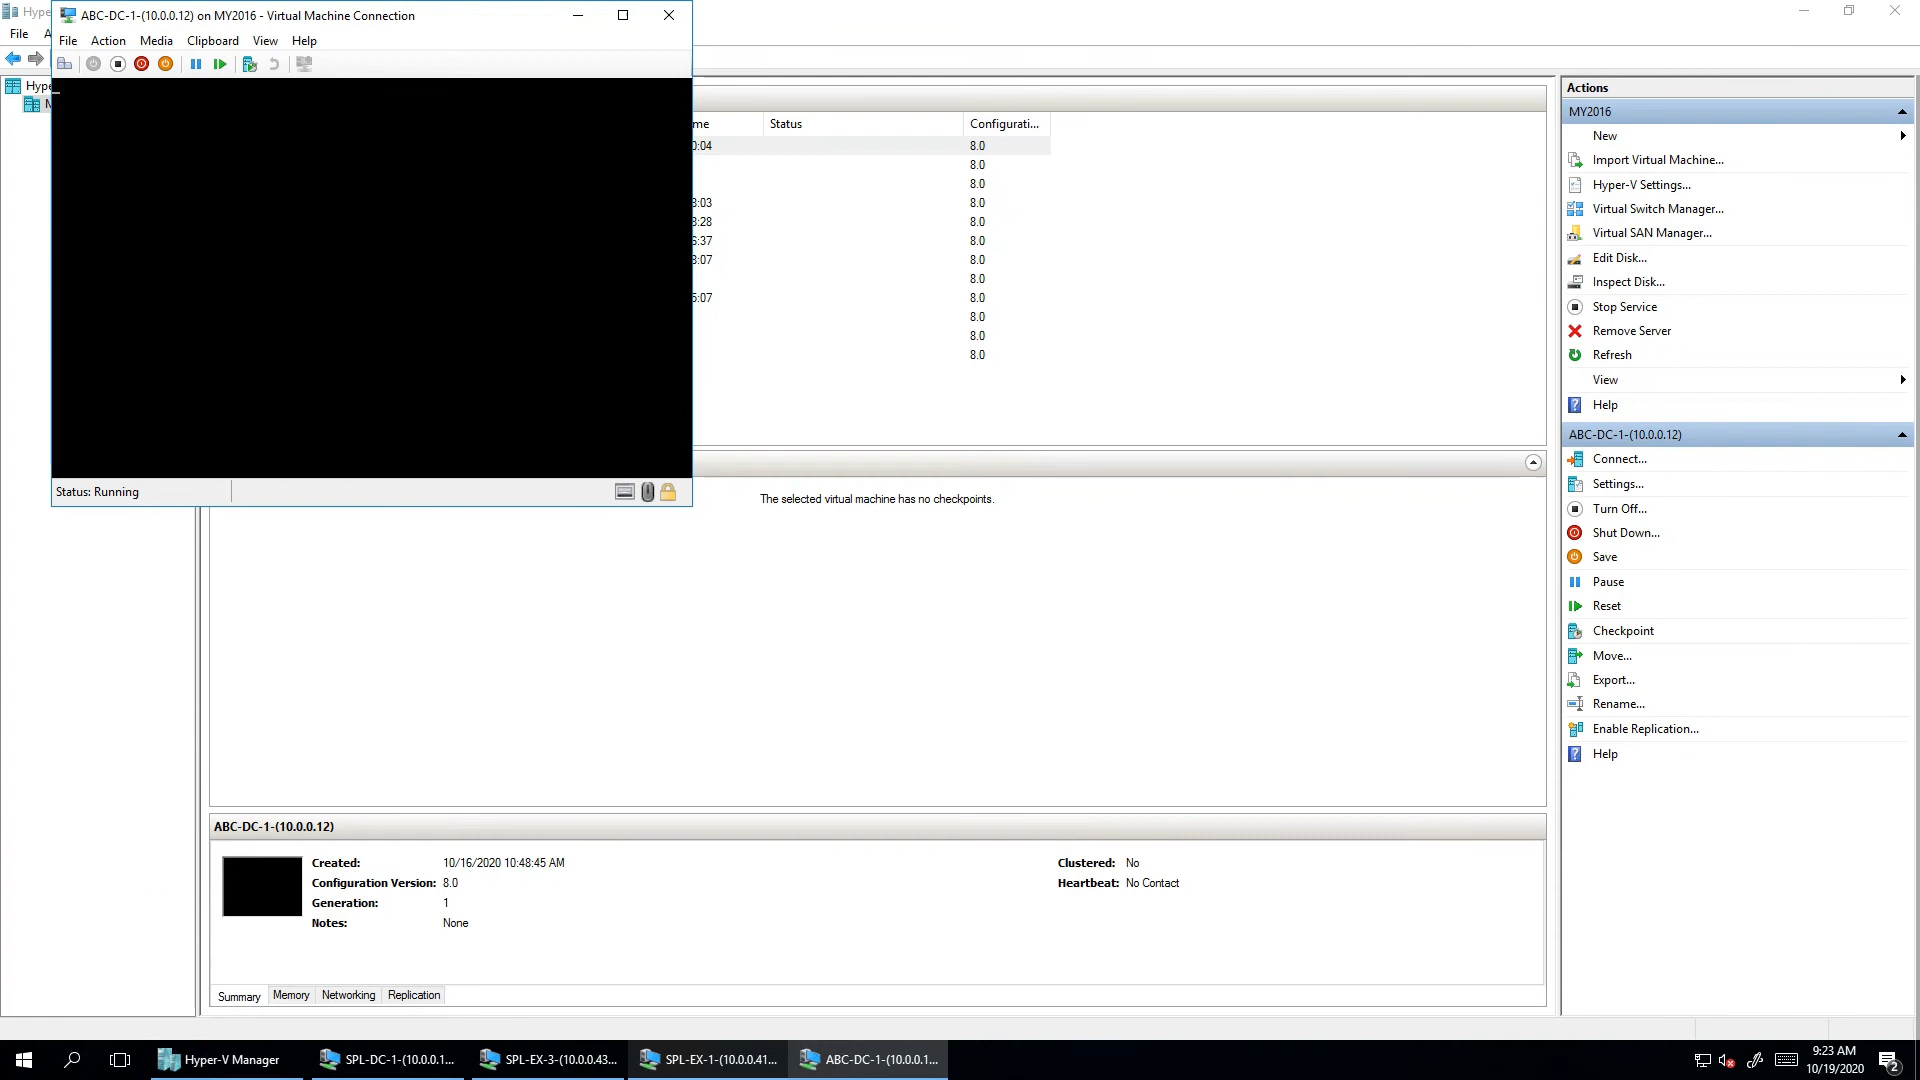 Hype
ABC-DC-1-(10.0.0.12) on MY2016 - Virtual Machine Connection
File
File Action Media Clipboard View Help
Hype
Status: Running
me Status Configurati...
0:04 8.0
8.0
8.0
8:03 8.0
8:28 8.0
6:37 8.0
8:07 8.0
8.0
5:07 8.0
8.0
8.0
8.0
The selected virtual machine has no checkpoints.
ABC-DC-1-(10.0.0.12)
Created: 10/16/2020 10:48:45 AM Clustered: No
Configuration Version: 8.0 Heartbeat: No Contact
Generation: 1
Notes: None
Summary Memory Networking Replication
Actions
MY2016
New
Import Virtual Machine...
Hyper-V Settings...
Virtual Switch Manager...
Virtual SAN Manager...
Edit Disk...
Inspect Disk...
Stop Service
Remove Server
Refresh
View
Help
ABC-DC-1-(10.0.0.12)
Connect...
Settings...
Turn Off...
Shut Down...
Save
Pause
Reset
Checkpoint
Move...
Export...
Rename...
Enable Replication...
Help
Hyper-V Manager SPL-DC-1-(10.0.0.1... SPL-EX-3-(10.0.0.43... SPL-EX-1-(10.0.0.41... ABC-DC-1-(10.0.0.1...
9:23 AM
10/19/2020
2